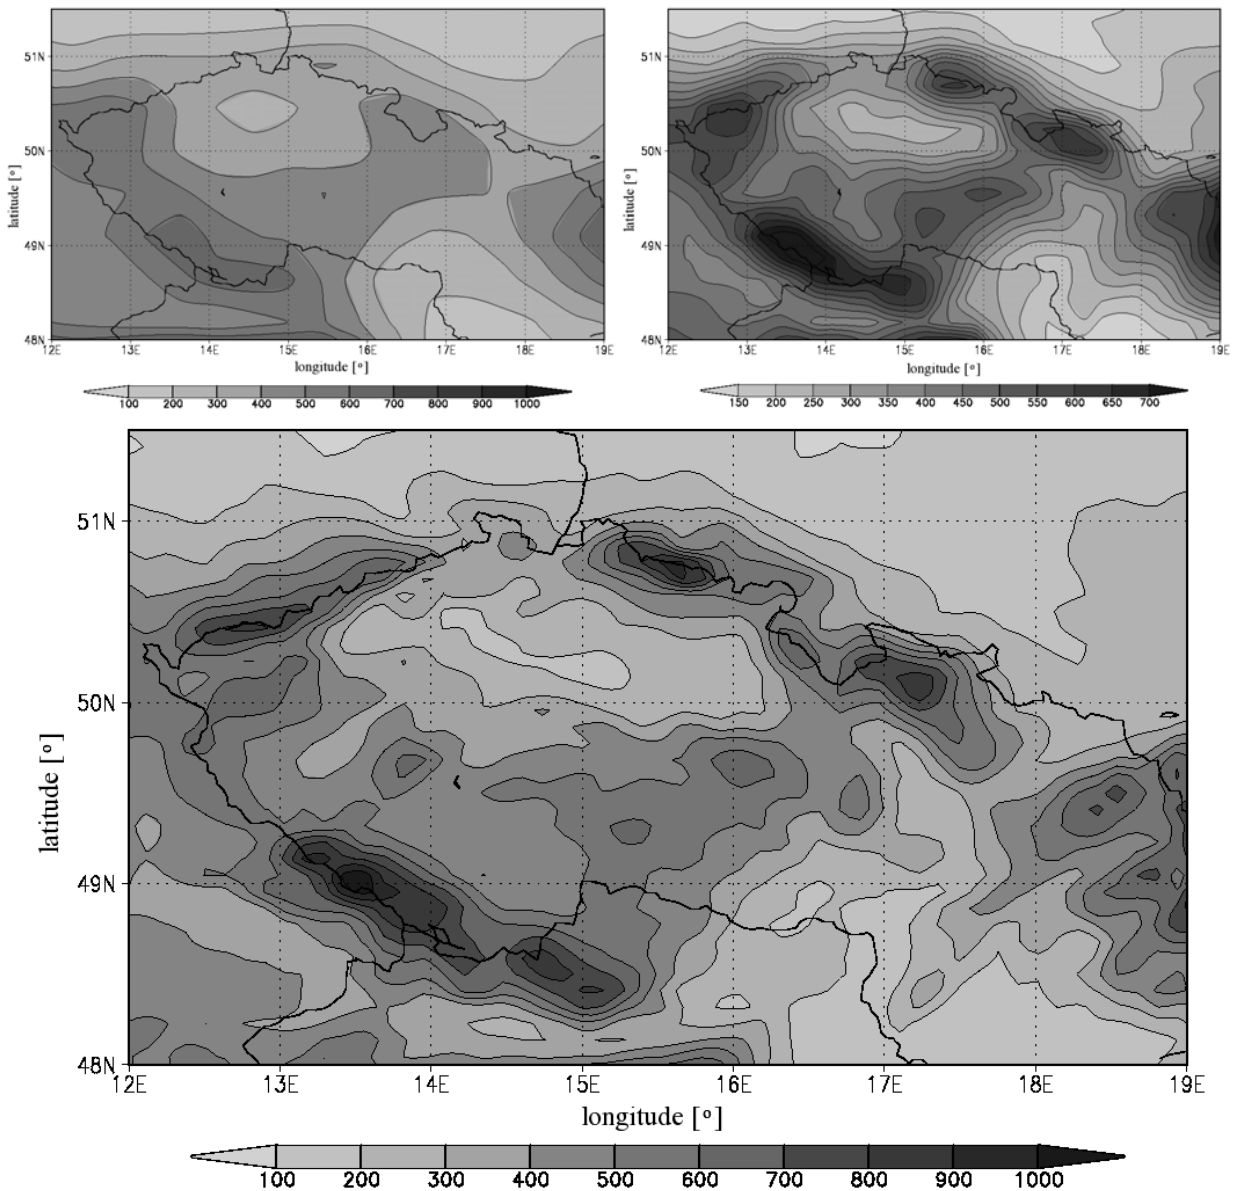 51N
50N
49N
48N
latitude [°]
12E 13E 14E 15E 16E 17E 18E 19E
longitude [°]
100 200 300 400 500 600 700 800 900 1000
51N
50N
49N
48N
latitude [°]
12E 13E 14E 15E 16E 17E 18E 19E
longitude [°]
150 200 250 300 350 400 450 500 550 600 650 700
51N
50N
49N
48N
latitude [°]
12E 13E 14E 15E 16E 17E 18E 19E
longitude [°]
100 200 300 400 500 600 700 800 900 1000